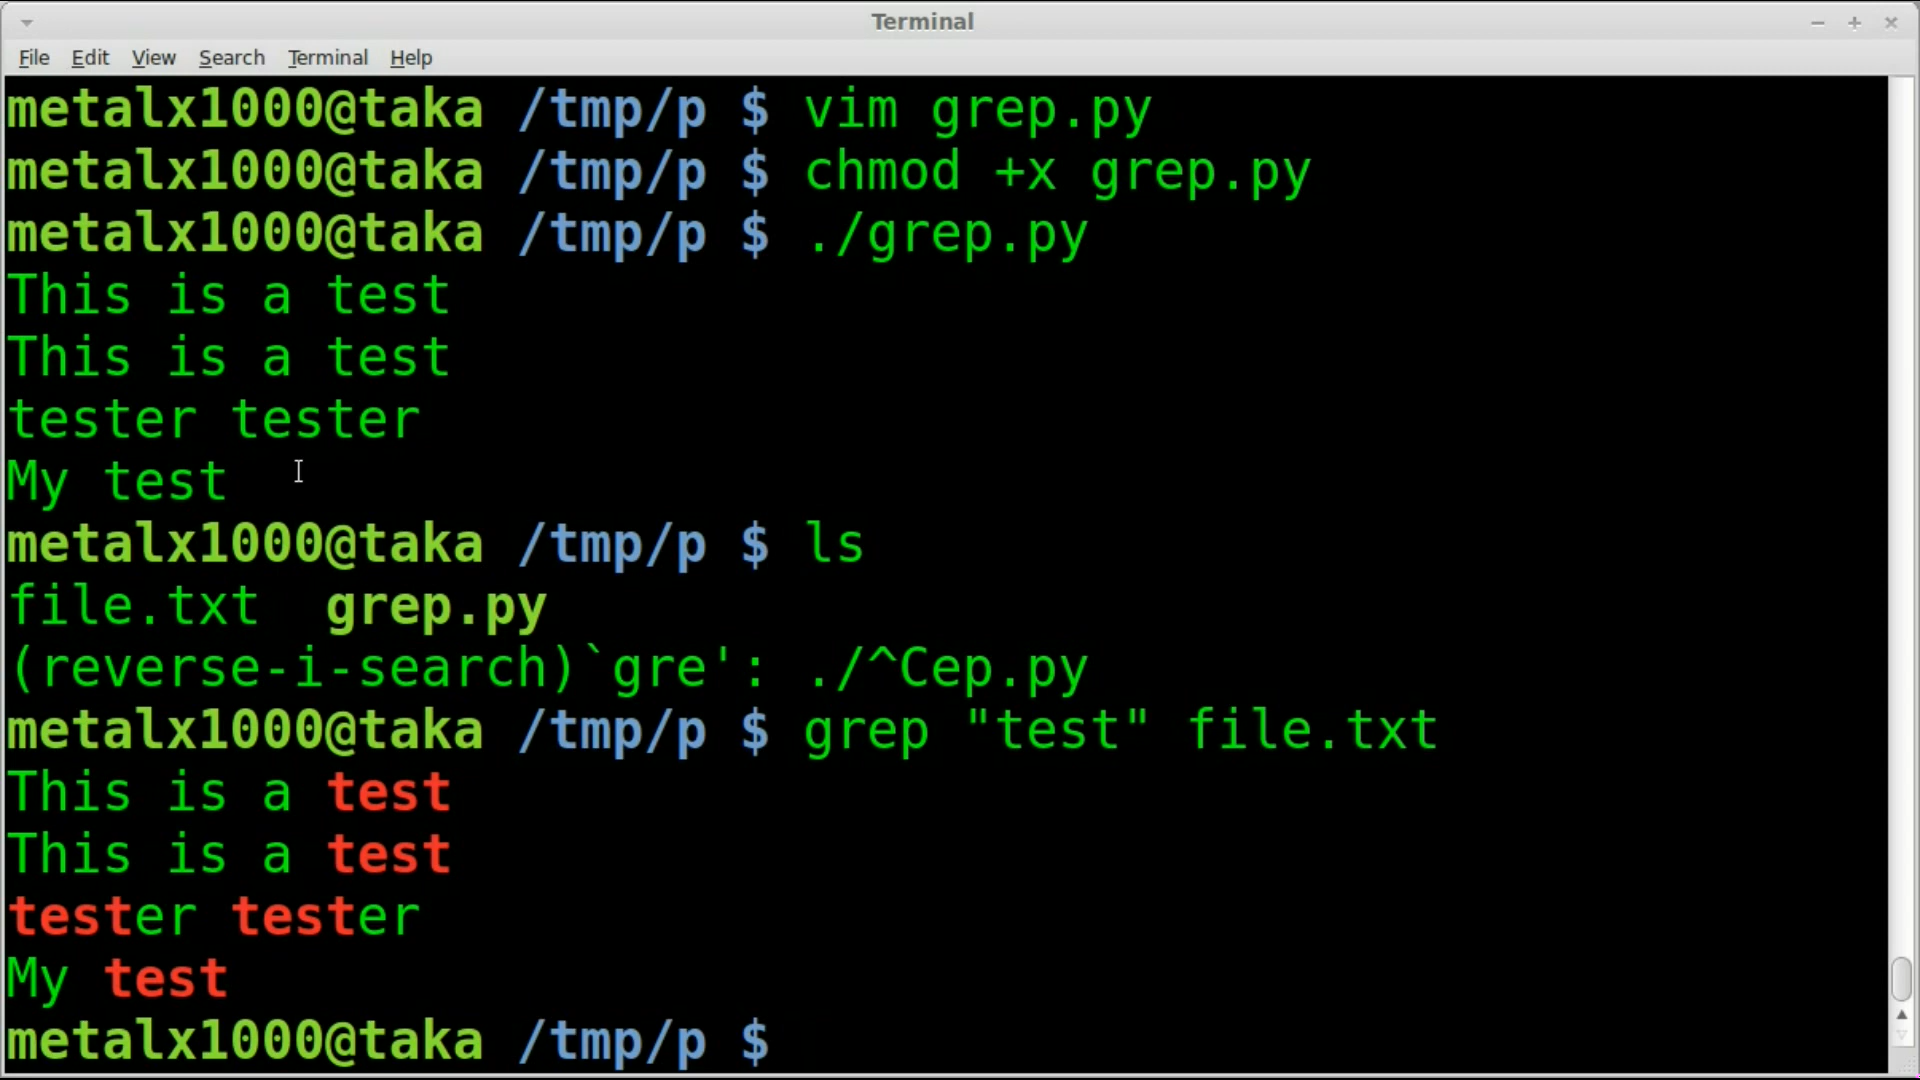 Terminal
File Edit View Search Terminal Help
metalx1000@taka /tmp/p $ vim grep.py
metalx1000@taka /tmp/p $ chmod +x grep.py
metalx1000@taka /tmp/p $ ./grep.py
This is a test
This is a test
tester tester
My test
metalx1000@taka /tmp/p $ ls
file.txt  grep.py
(reverse-i-search)`gre': ./^Cep.py
metalx1000@taka /tmp/p $ grep "test" file.txt
This is a test
This is a test
tester tester
My test
metalx1000@taka /tmp/p $